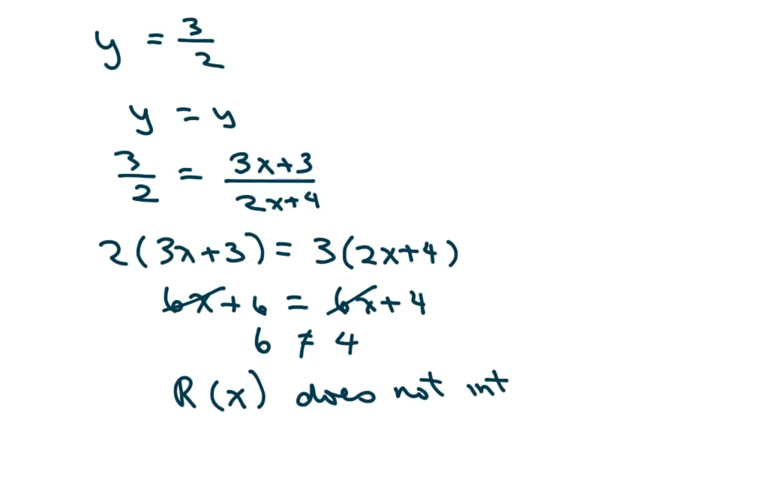 y = 3/2
y = y
3/2 = (3x+3)/(2x+4)
2(3x+3) = 3(2x+4)
6x+6 = 6x+4
6 ≠ 4
R(x) does not int